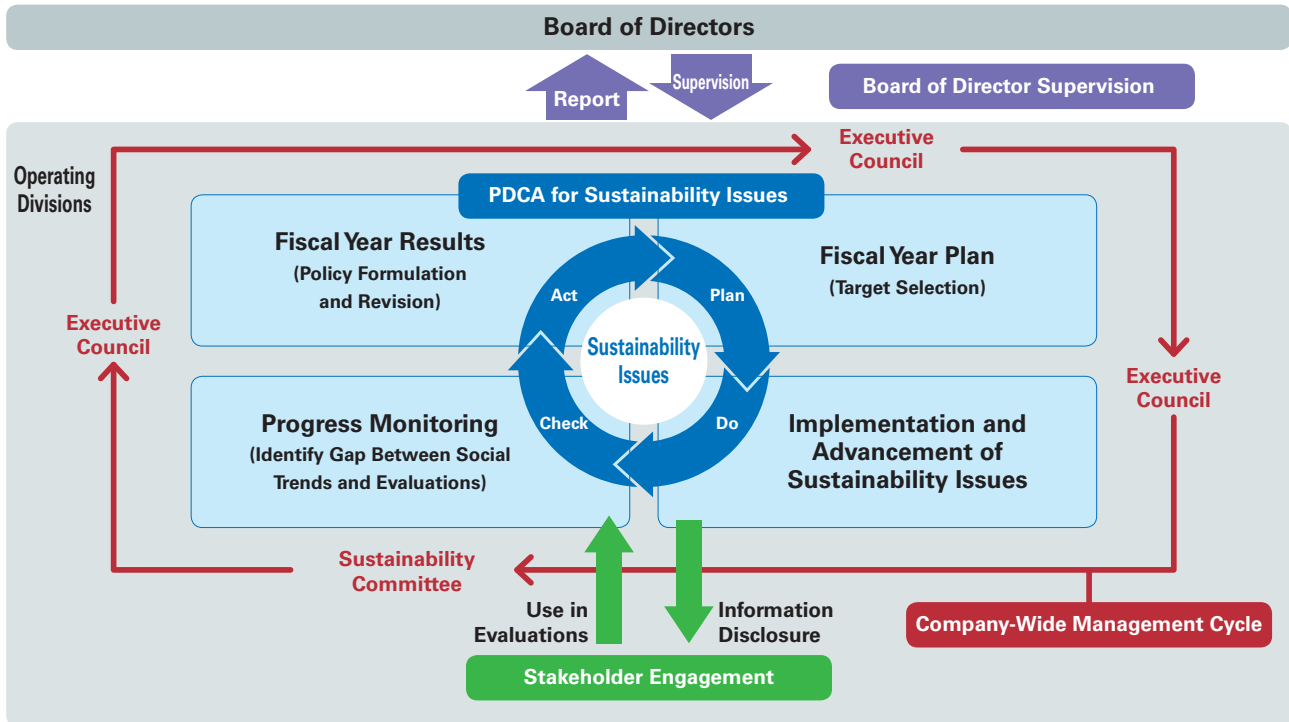 Board of Directors
Report
Supervision
Board of Director Supervision
Operating
Divisions
Executive
Council
PDCA for Sustainability Issues
Fiscal Year Results
(Policy Formulation
and Revision)
Fiscal Year Plan
(Target Selection)
Act
Plan
Executive
Council
Sustainability
Issues
Executive
Council
Progress Monitoring
(Identify Gap Between Social
Trends and Evaluations)
Check
Do
Implementation and
Advancement of
Sustainability Issues
Sustainability
Committee
Use in
Evaluations
Information
Disclosure
Company-Wide Management Cycle
Stakeholder Engagement